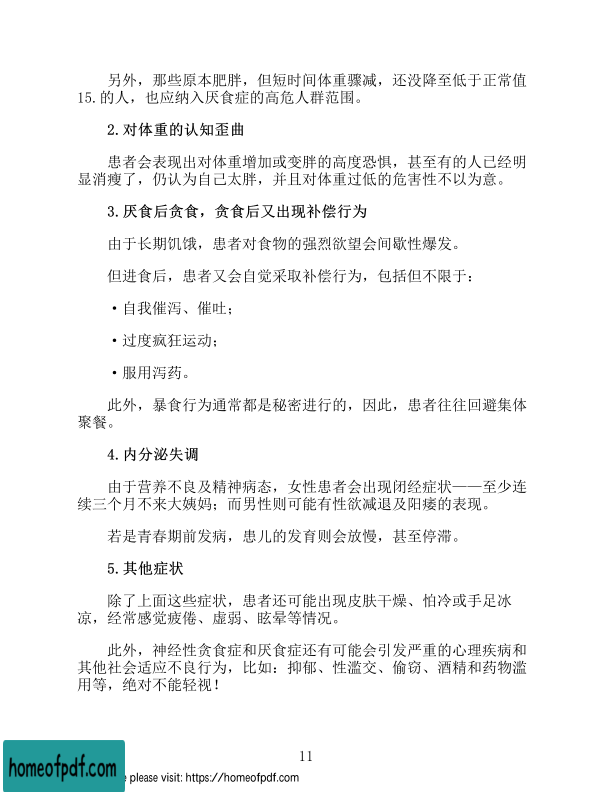 另外，那些原本肥胖，但短时间体重骤减，还没降至低于正常值
15.的人，也应纳入厌食症的高危人群范围。
2.对体重的认知歪曲
患者会表现出对体重增加或变胖的高度恐惧，甚至有的人已经明
显消瘦了，仍认为自己太胖，并且对体重过低的危害性不以为意。
3.厌食后贪食，贪食后又出现补偿行为
由于长期饥饿，患者对食物的强烈欲望会间歇性爆发。
但进食后，患者又会自觉采取补偿行为，包括但不限于：
·自我催泻、催吐；
·过度疯狂运动；
·服用泻药。
此外，暴食行为通常都是秘密进行的，因此，患者往往回避集体
聚餐。
4.内分泌失调
由于营养不良及精神病态，女性患者会出现闭经症状——至少连
续三个月不来大姨妈；而男性则可能有性欲减退及阳痿的表现。
若是青春期前发病，患儿的发育则会放慢，甚至停滞。
5.其他症状
除了上面这些症状，患者还可能出现皮肤干燥、怕冷或手足冰
凉，经常感觉疲倦、虚弱、眩晕等情况。
此外，神经性贪食症和厌食症还有可能会引发严重的心理疾病和
其他社会适应不良行为，比如：抑郁、性滥交、偷窃、酒精和药物滥
用等，绝对不能轻视！
11
homeofpdf.com
please visit: https://homeofpdf.com